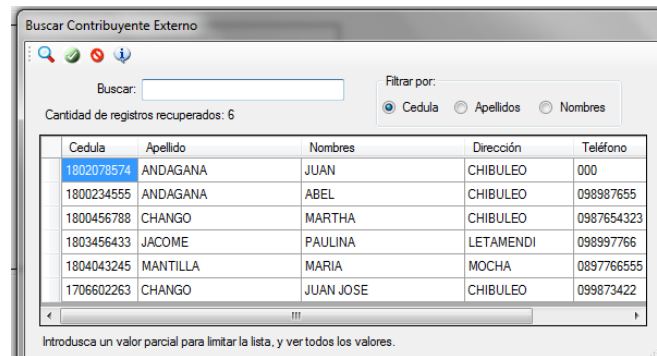 Buscar Contribuyente Externo
Buscar:
Filtrar por:
Cedula Apellidos Nombres
Cantidad de registros recuperados: 6
Cedula Apellido Nombres Dirección Teléfono
1802078574 ANDAGANA JUAN CHIBULEO 000
1800234555 ANDAGANA ABEL CHIBULEO 098987655
1800456788 CHANGO MARTHA CHIBULEO 0987654323
1803456433 JACOME PAULINA LETAMENDI 098997766
1804043245 MANTILLA MARIA MOCHA 0897766555
1706602263 CHANGO JUAN JOSE CHIBULEO 099873422
Introdusca un valor parcial para limitar la lista, y ver todos los valores.